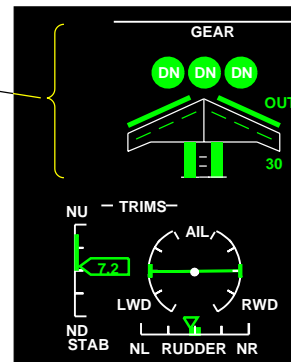 GEAR
DN DN DN
OUT
30
TRIMS
NU
AIL
7.2
LWD RWD
ND
STAB
NL RUDDER NR